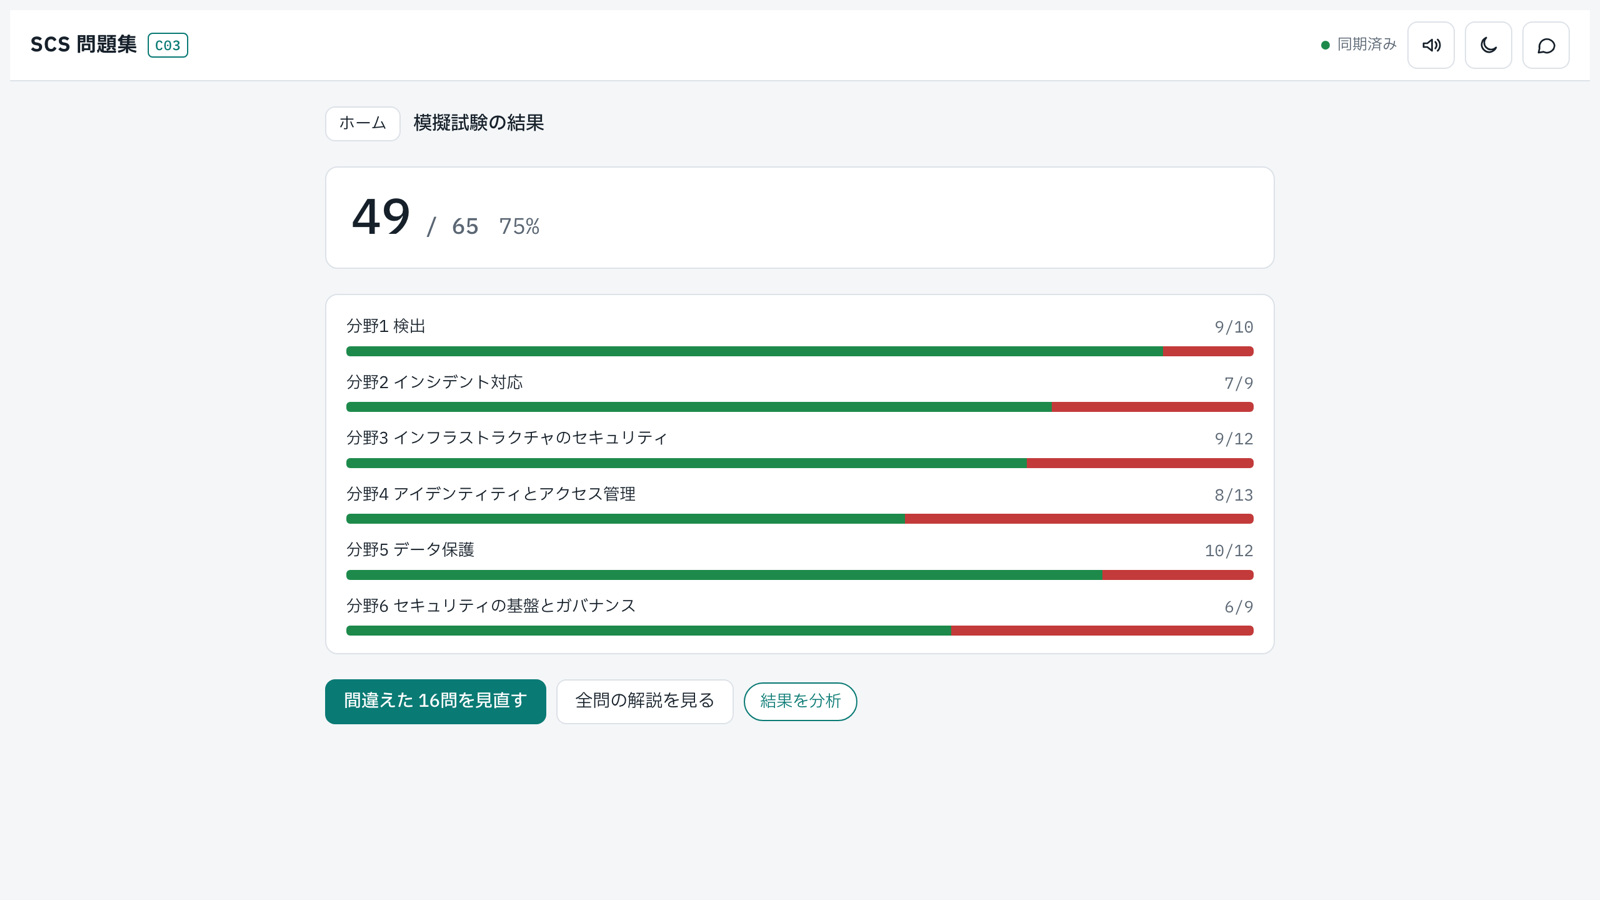 SCS 問題集 C03
同期済み
ホーム 模擬試験の結果
49 / 65 75%
分野1 検出 9/10
分野2 インシデント対応 7/9
分野3 インフラストラクチャのセキュリティ 9/12
分野4 アイデンティティとアクセス管理 8/13
分野5 データ保護 10/12
分野6 セキュリティの基盤とガバナンス 6/9
間違えた 16問を見直す 全問の解説を見る 結果を分析